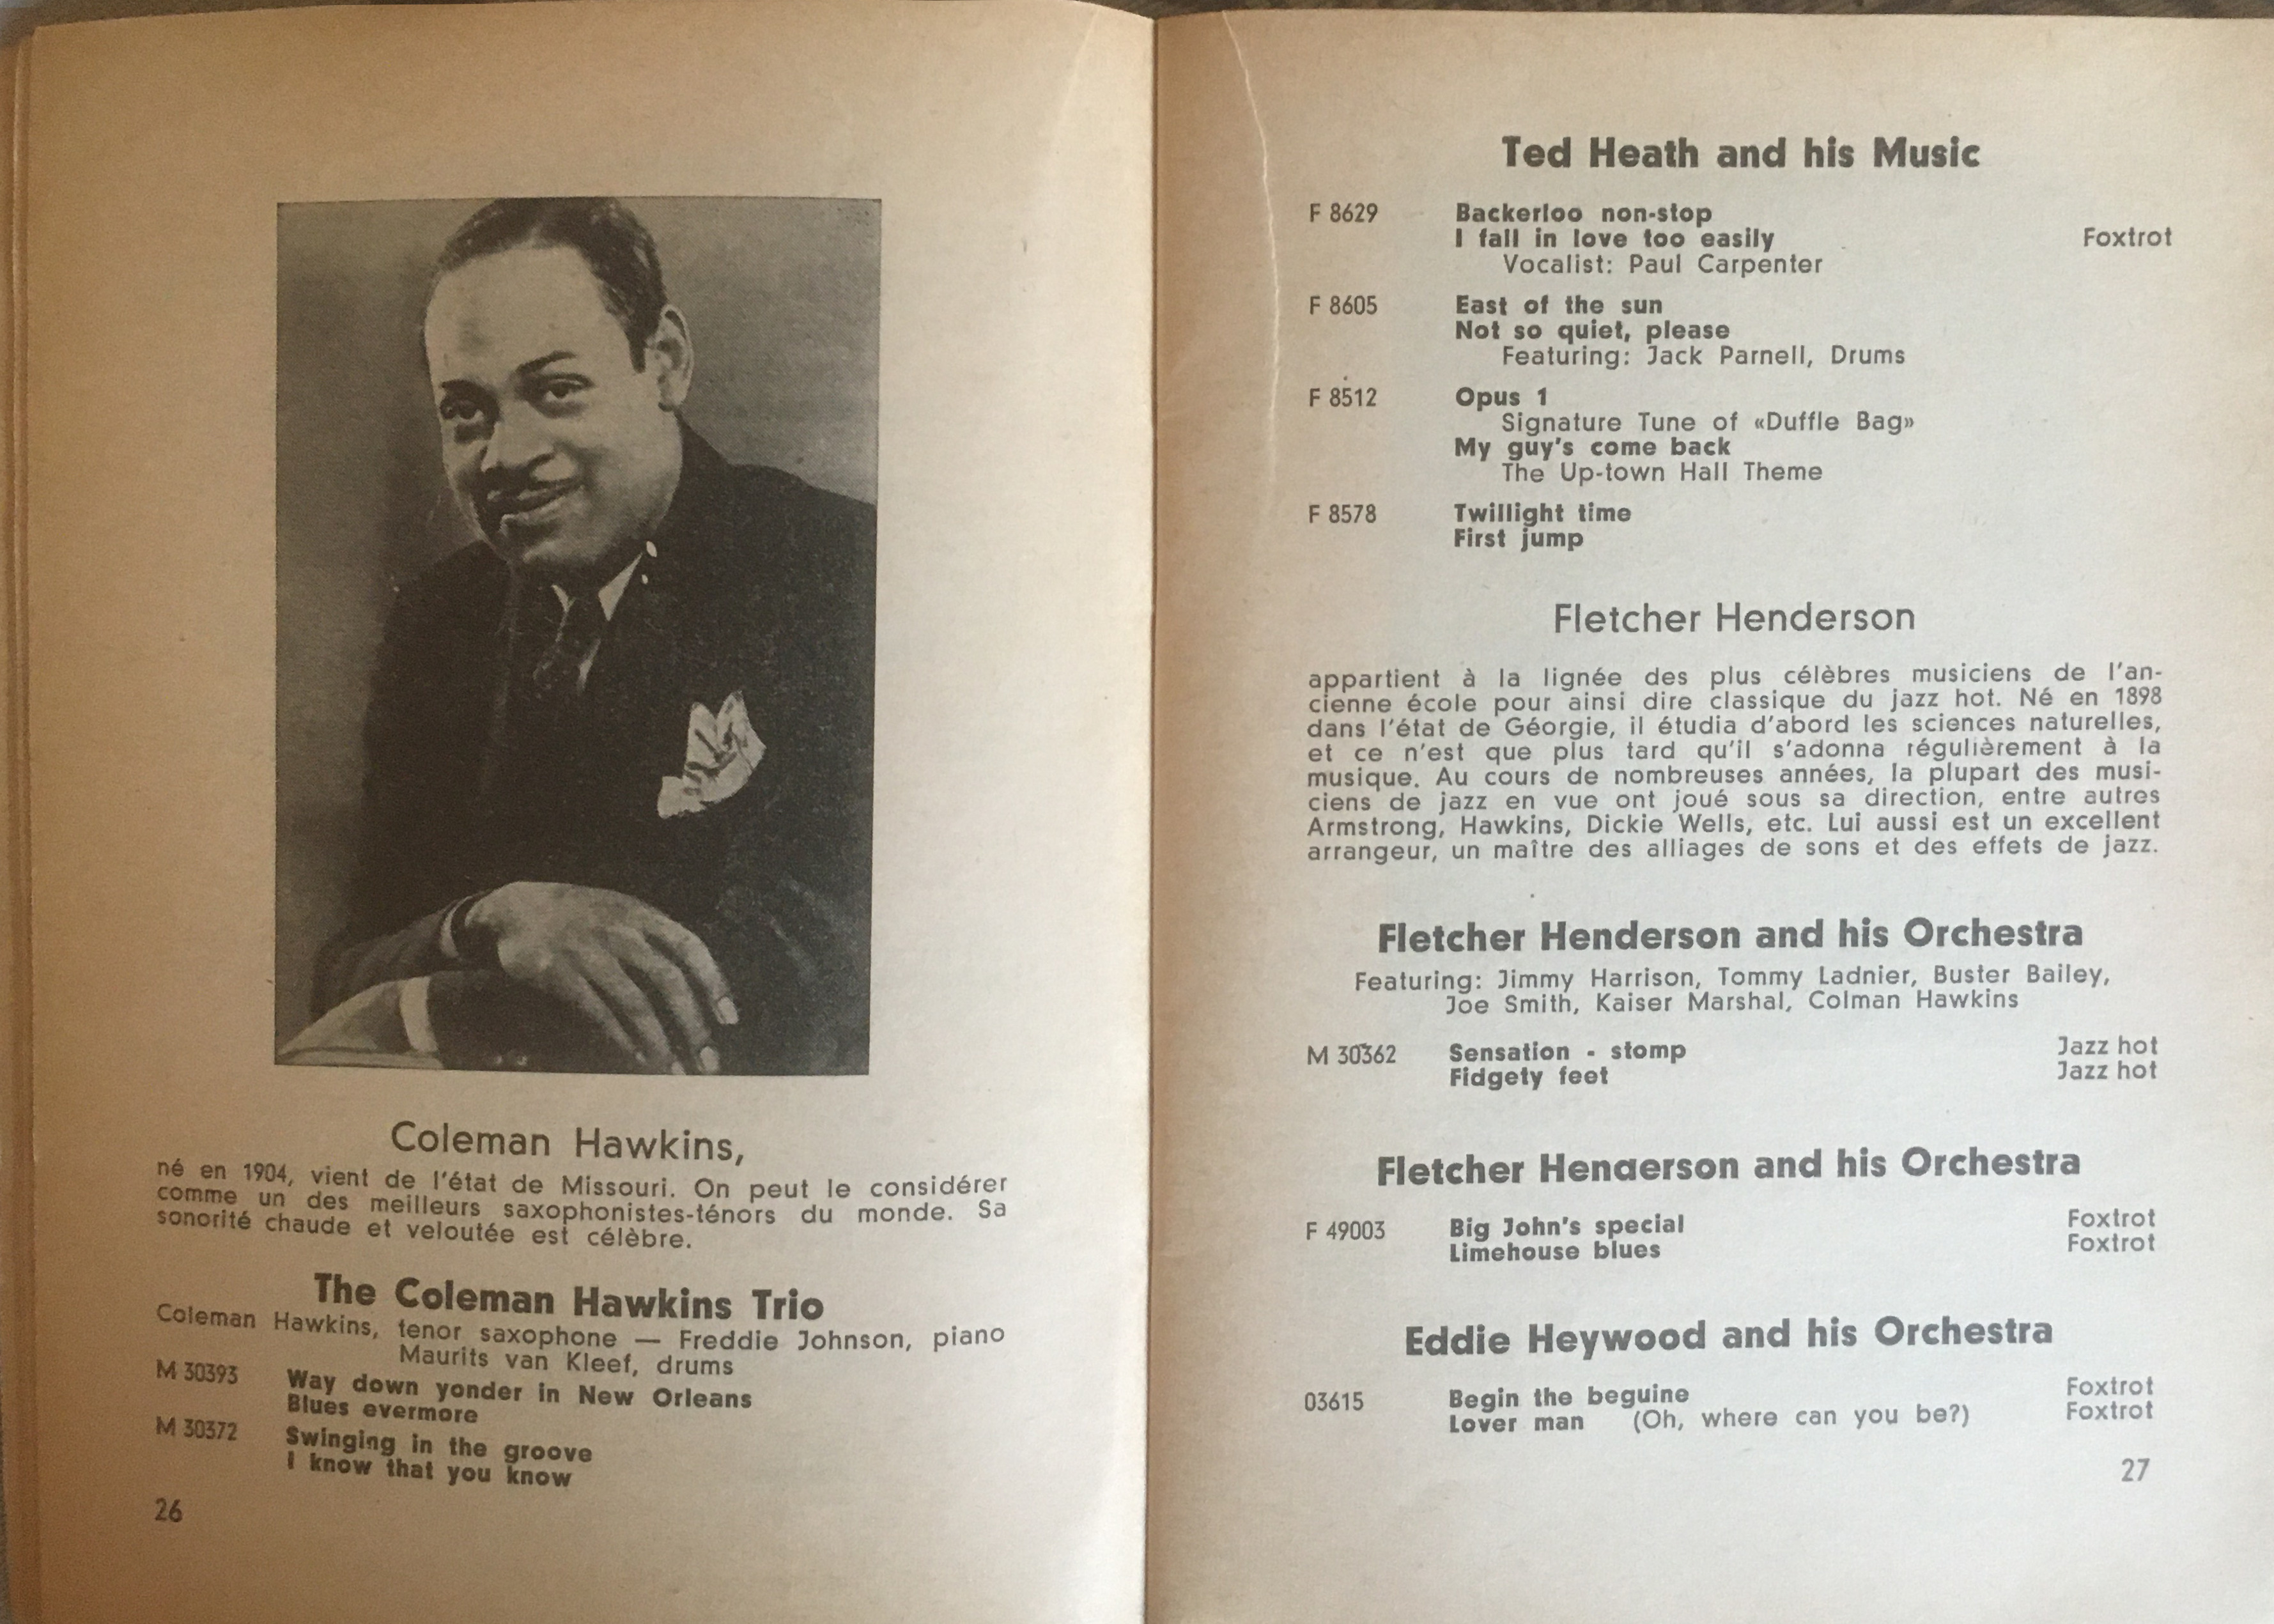 Coleman Hawkins,
né en 1904, vient de l'état de Missouri. On peut le considérer
comme un des meilleurs saxophonistes-ténors du monde. Sa
sonorité chaude et veloutée est célèbre.
The Coleman Hawkins Trio
Coleman Hawkins, tenor saxophone — Freddie Johnson, piano
Maurits van Kleef, drums
M 30393 Way down yonder in New Orleans
Blues evermore
M 30372 Swinging in the groove
I know that you know
26
Ted Heath and his Music
F 8629 Backerloo non-stop
I fall in love too easily Foxtrot
Vocalist: Paul Carpenter
F 8605 East of the sun
Not so quiet, please
Featuring: Jack Parnell, Drums
F 8512 Opus 1
Signature Tune of «Duffle Bag»
My guy's come back
The Up-town Hall Theme
F 8578 Twillight time
First jump
Fletcher Henderson
appartient à la lignée des plus célèbres musiciens de l'an-
cienne école pour ainsi dire classique du jazz hot. Né en 1898
dans l'état de Géorgie, il étudia d'abord les sciences naturelles,
et ce n'est que plus tard qu'il s'adonna régulièrement à la
musique. Au cours de nombreuses années, la plupart des musi-
ciens de jazz en vue ont joué sous sa direction, entre autres
Armstrong, Hawkins, Dickie Wells, etc. Lui aussi est un excellent
arrangeur, un maître des alliages de sons et des effets de jazz.
Fletcher Henderson and his Orchestra
Featuring: Jimmy Harrison, Tommy Ladnier, Buster Bailey,
Joe Smith, Kaiser Marshal, Colman Hawkins
M 30362 Sensation - stomp Jazz hot
Fidgety feet Jazz hot
Fletcher Henderson and his Orchestra
F 49003 Big John's special Foxtrot
Limehouse blues Foxtrot
Eddie Heywood and his Orchestra
03615 Begin the beguine Foxtrot
Lover man (Oh, where can you be?) Foxtrot
27